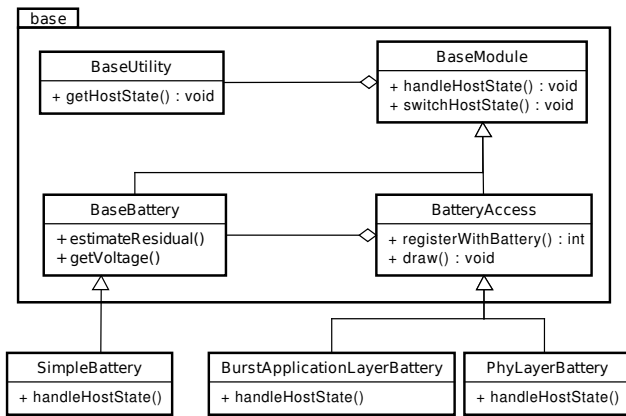 base
BaseUtility
+ getHostState() : void
BaseModule
+ handleHostState() : void
+ switchHostState() : void
BaseBattery
+ estimateResidual()
+ getVoltage()
BatteryAccess
+ registerWithBattery() : int
+ draw() : void
SimpleBattery
+ handleHostState()
BurstApplicationLayerBattery
+ handleHostState()
PhyLayerBattery
+ handleHostState()